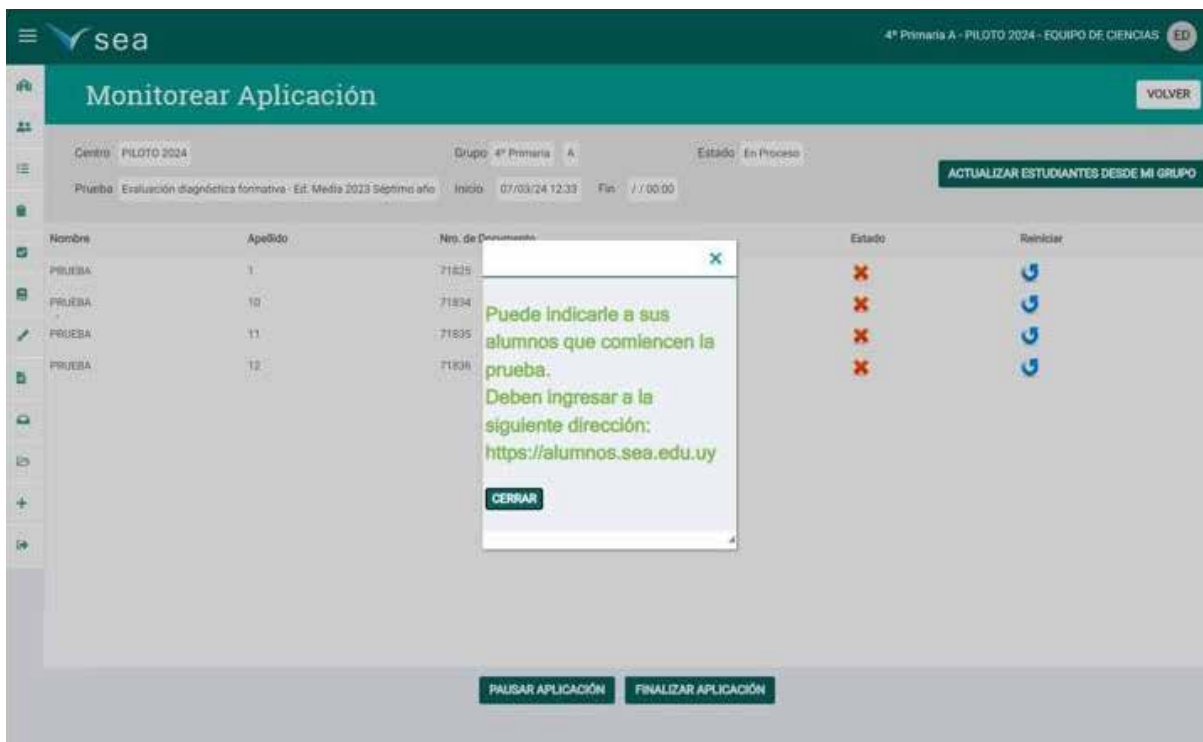 sea
4º Primaria A - PILOTO 2024 - EQUIPO DE CIENCIAS ED
Monitorear Aplicación
VOLVER
Centro PILOTO 2024 Grupo 4º Primaria A Estado En Proceso
ACTUALIZAR ESTUDIANTES DESDE MI GRUPO
Prueba Evaluación diagnóstica formativa - Ed. Media 2023 Séptimo año Inicio 07/03/24 12:33 Fin / / 00:00
Nombre Apellido Nro. de Documento Estado Reiniciar
PRUEBA 1 71825
PRUEBA 10 71834
PRUEBA 11 71835
PRUEBA 12 71836
Puede indicarle a sus
alumnos que comiencen la
prueba.
Deben ingresar a la
siguiente dirección:
https://alumnos.sea.edu.uy
CERRAR
PAUSAR APLICACIÓN FINALIZAR APLICACIÓN